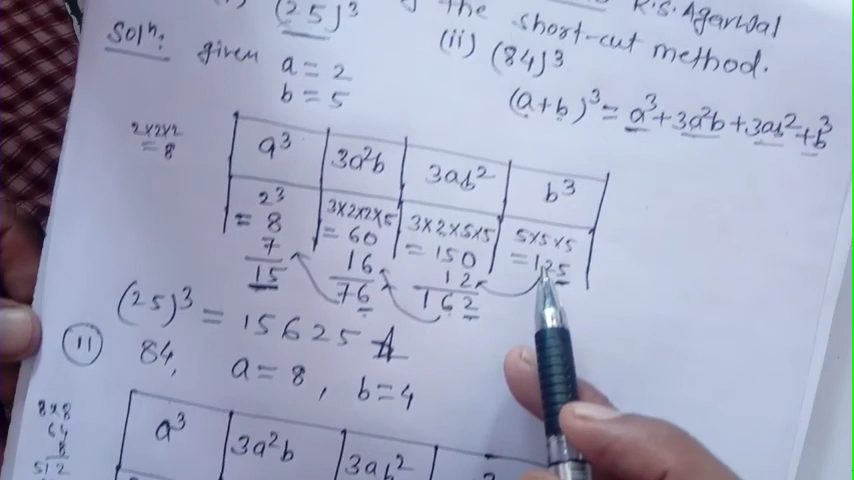 R.S. Agarwal
(25)³ the short-cut method.
(ii) (84)³
Solⁿ: given a = 2
b = 5
(a+b)³ = a³+3a²b+3ab²+b³
2×2×2
= 8
a³ 3a²b 3ab² b³
2³ 3×2×2×5 3×2×5×5 5×5×5
= 8 = 60 = 150 = 125
7 16 12
15 76 162
(25)³ = 15625
(11) 84, a = 8, b = 4
8×8
64
8
512
a³ 3a²b 3ab²